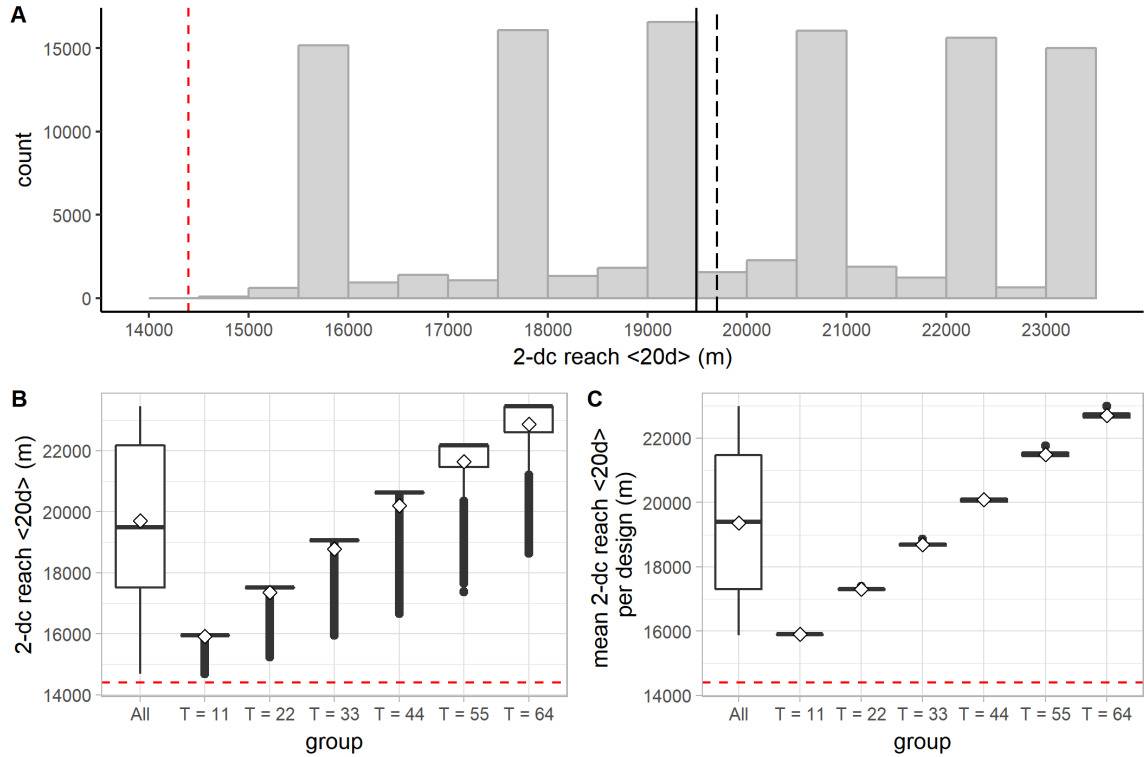 A
15000
10000
5000
0
count
14000 15000 16000 17000 18000 19000 20000 21000 22000 23000
2-dc reach <20d> (m)
B
22000
20000
18000
16000
14000
2-dc reach <20d> (m)
All T = 11 T = 22 T = 33 T = 44 T = 55 T = 64
group
C
22000
20000
18000
16000
14000
mean 2-dc reach <20d>
per design (m)
All T = 11 T = 22 T = 33 T = 44 T = 55 T = 64
group